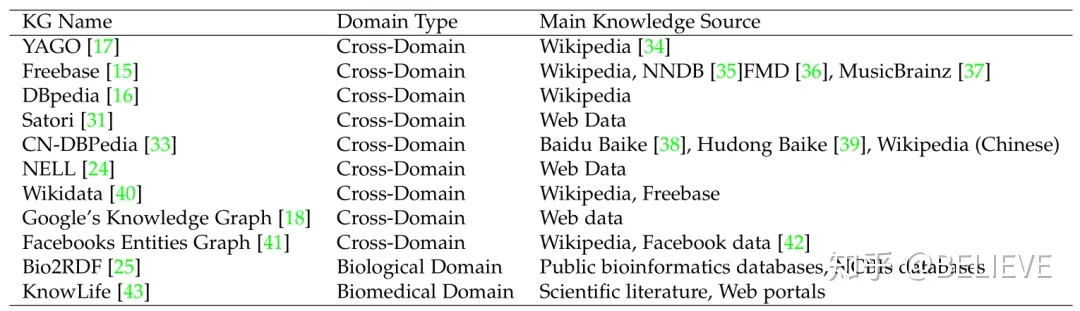 KG Name Domain Type Main Knowledge Source
YAGO [17] Cross-Domain Wikipedia [34]
Freebase [15] Cross-Domain Wikipedia, NNDB [35]FMD [36], MusicBrainz [37]
DBpedia [16] Cross-Domain Wikipedia
Satori [31] Cross-Domain Web Data
CN-DBPedia [33] Cross-Domain Baidu Baike [38], Hudong Baike [39], Wikipedia (Chinese)
NELL [24] Cross-Domain Web Data
Wikidata [40] Cross-Domain Wikipedia, Freebase
Google's Knowledge Graph [18] Cross-Domain Web data
Facebooks Entities Graph [41] Cross-Domain Wikipedia, Facebook data [42]
Bio2RDF [25] Biological Domain Public bioinformatics databases, NCBIs databases
KnowLife [43] Biomedical Domain Scientific literature, Web portals
知乎 @BELIEVE